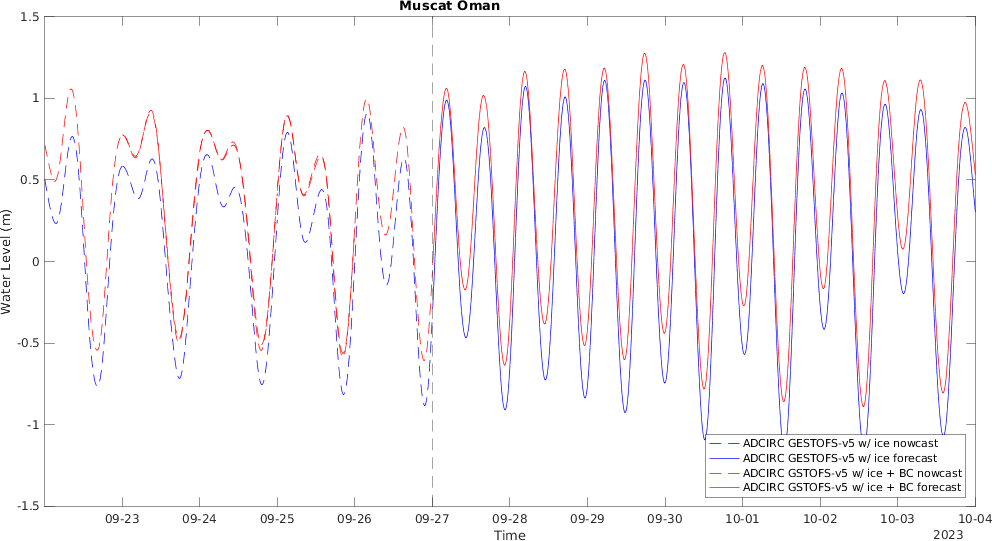 Muscat Oman
1.5
1
0.5
0
-0.5
-1
-1.5
Water Level (m)
ADCIRC GESTOFS-v5 w/ ice nowcast
ADCIRC GESTOFS-v5 w/ ice forecast
ADCIRC GSTOFS-v5 w/ ice + BC nowcast
ADCIRC GSTOFS-v5 w/ ice + BC forecast
09-23 09-24 09-25 09-26 09-27 09-28 09-29 09-30 10-01 10-02 10-03 10-04
Time
2023